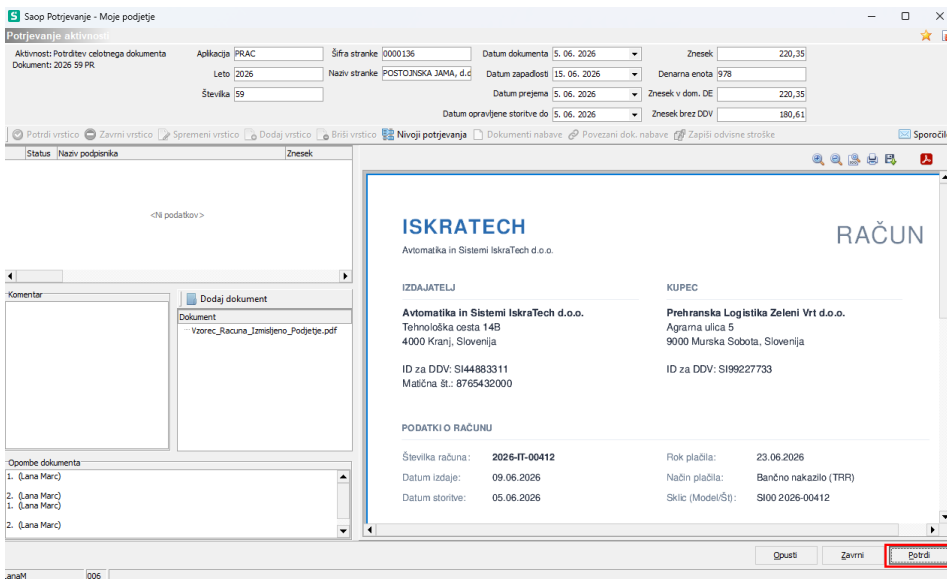 Saop Potrjevanje - Moje podjetje
Potrjevanje aktivnosti
Aktivnost: Potrditev celotnega dokumenta
Dokument: 2026 59 PR
Aplikacija PRAC
Leto 2026
Številka 59
Šifra stranke 0000136
Naziv stranke POSTOJNSKA JAMA, d.d
Datum dokumenta 5. 06. 2026
Datum zapadlosti 15. 06. 2026
Datum prejema 5. 06. 2026
Datum opravljene storitve do 5. 06. 2026
Znesek 220,35
Denarna enota 978
Znesek v dom. DE 220,35
Znesek brez DDV 180,61
Potrdi vrstico Zavrni vrstico Spremeni vrstico Dodaj vrstico Briši vrstico Nivoji potrjevanja Dokumenti nabave Povezani dok. nabave Zapiši odvisne stroške Sporočilo
Status Naziv podpisnika Znesek
<Ni podatkov>
Komentar
Dodaj dokument
Dokument
Vzorec_Racuna_Izmisljeno_Podjetje.pdf
Opombe dokumenta
1. (Lana Marc)
2. (Lana Marc)
1. (Lana Marc)
2. (Lana Marc)
ISKRATECH
Avtomatika in Sistemi IskraTech d.o.o.
RAČUN
IZDAJATELJ
Avtomatika in Sistemi IskraTech d.o.o.
Tehnološka cesta 14B
4000 Kranj, Slovenija
ID za DDV: SI44883311
Matična št.: 8765432000
KUPEC
Prehranska Logistika Zeleni Vrt d.o.o.
Agrarna ulica 5
9000 Murska Sobota, Slovenija
ID za DDV: SI99227733
PODATKI O RAČUNU
Številka računa: 2026-IT-00412
Datum izdaje: 09.06.2026
Datum storitve: 05.06.2026
Rok plačila: 23.06.2026
Način plačila: Bančno nakazilo (TRR)
Sklic (Model/Št): SI00 2026-00412
Opusti Zavrni Potrdi
LanaM 006